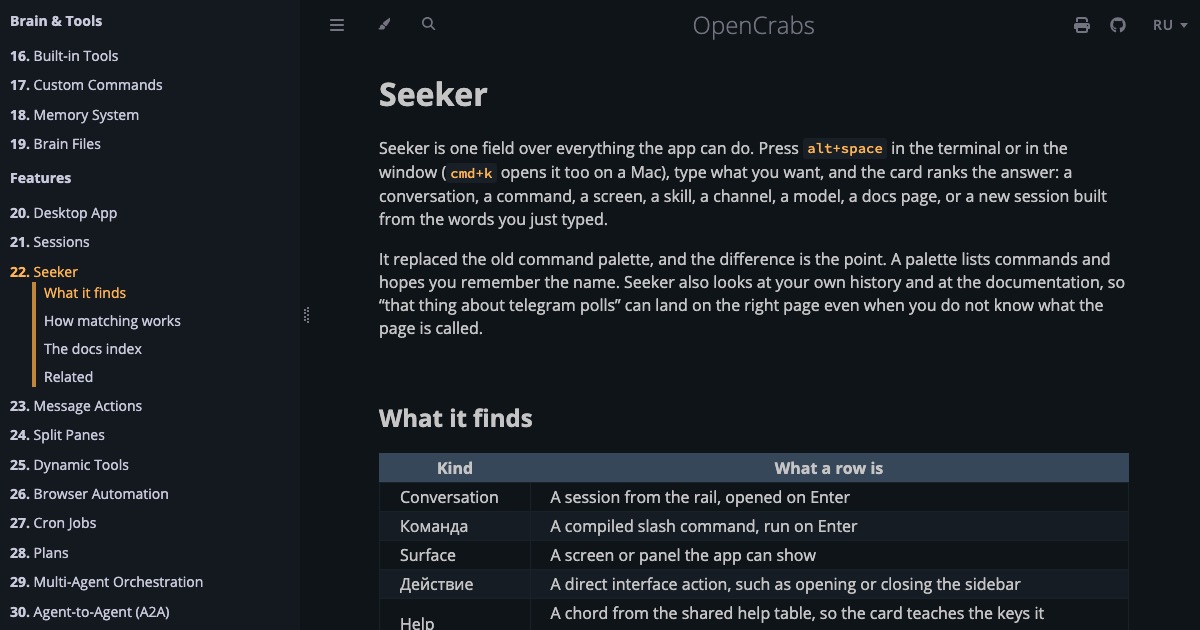 Brain & Tools
16. Built-in Tools
17. Custom Commands
18. Memory System
19. Brain Files
Features
20. Desktop App
21. Sessions
22. Seeker
What it finds
How matching works
The docs index
Related
23. Message Actions
24. Split Panes
25. Dynamic Tools
26. Browser Automation
27. Cron Jobs
28. Plans
29. Multi-Agent Orchestration
30. Agent-to-Agent (A2A)
OpenCrabs
RU
Seeker
Seeker is one field over everything the app can do. Press alt+space in the terminal or in the
window ( cmd+k opens it too on a Mac), type what you want, and the card ranks the answer: a
conversation, a command, a screen, a skill, a channel, a model, a docs page, or a new session built
from the words you just typed.
It replaced the old command palette, and the difference is the point. A palette lists commands and
hopes you remember the name. Seeker also looks at your own history and at the documentation, so
“that thing about telegram polls” can land on the right page even when you do not know what the
page is called.
What it finds
Kind What a row is
Conversation A session from the rail, opened on Enter
Команда A compiled slash command, run on Enter
Surface A screen or panel the app can show
Действие A direct interface action, such as opening or closing the sidebar
Help A chord from the shared help table, so the card teaches the keys it